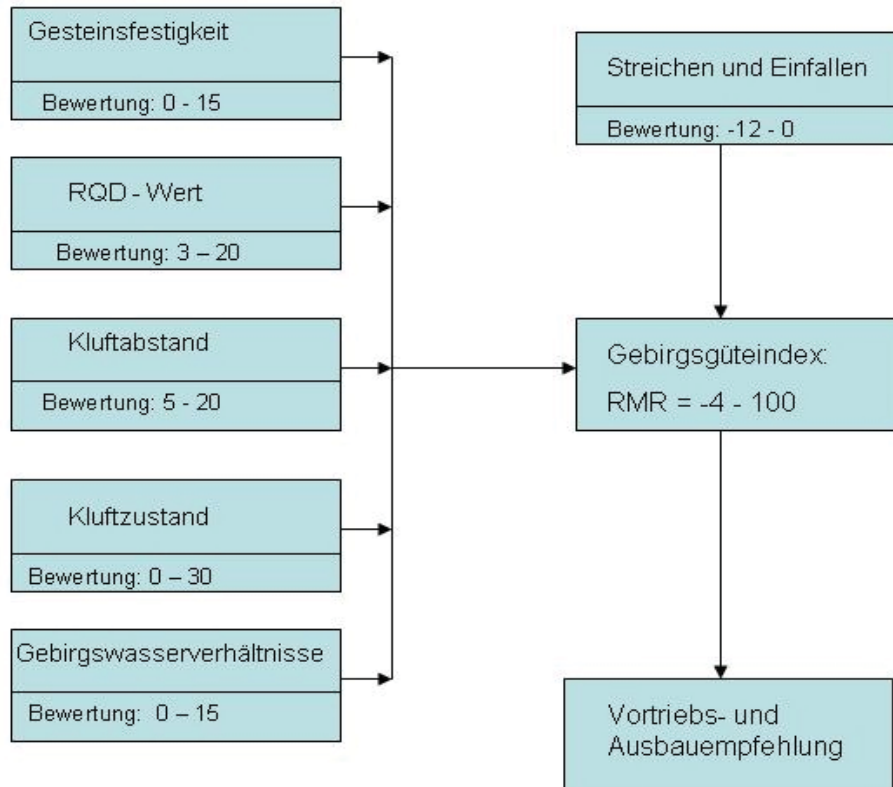 Gesteinsfestigkeit
Bewertung: 0 - 15
RQD - Wert
Bewertung: 3 – 20
Kluftabstand
Bewertung: 5 - 20
Kluftzustand
Bewertung: 0 – 30
Gebirgswasserverhältnisse
Bewertung: 0 – 15
Streichen und Einfallen
Bewertung: -12 - 0
Gebirgsgüteindex:
RMR = -4 - 100
Vortriebs- und
Ausbauempfehlung